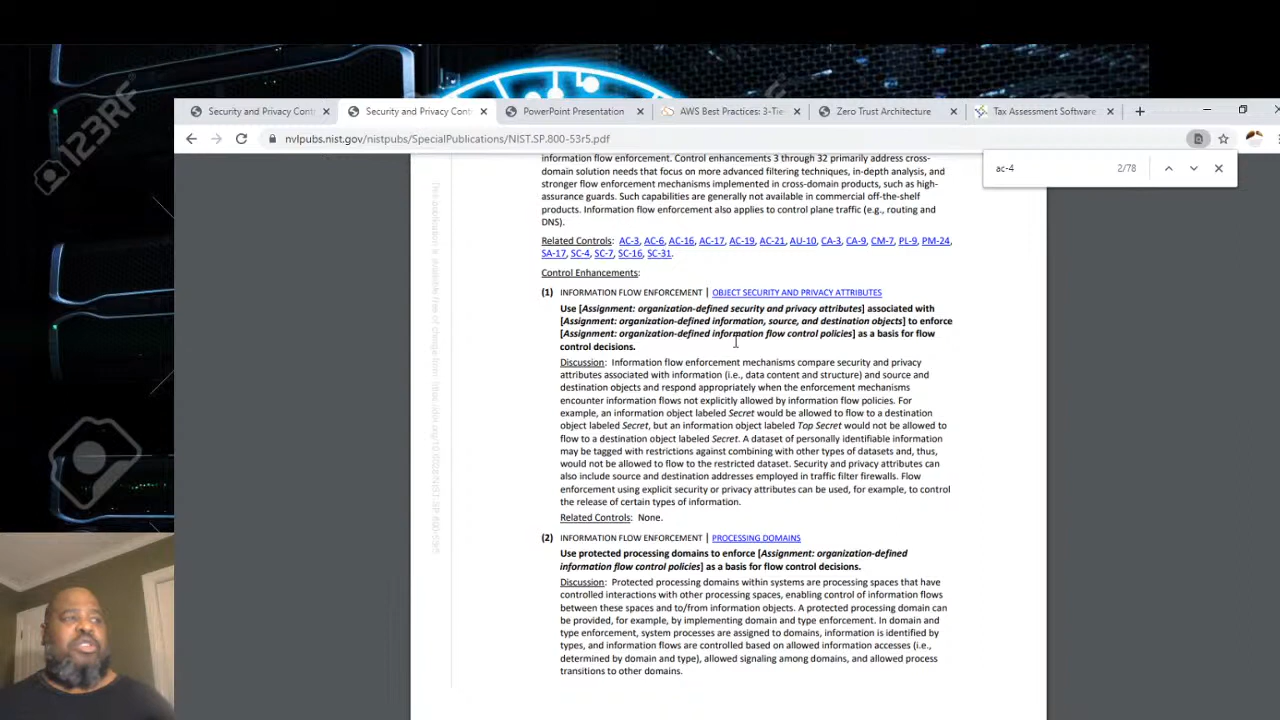 123RF
Security and Privacy Cont
Security and Privacy Cont
PowerPoint Presentation
AWS Best Practices: 3-Tie
Zero Trust Architecture
Tax Assessment Software
nvlpubs.nist.gov/nistpubs/SpecialPublications/NIST.SP.800-53r5.pdf
ac-4 2/78
information flow enforcement. Control enhancements 3 through 32 primarily address cross-
domain solution needs that focus on more advanced filtering techniques, in-depth analysis, and
stronger flow enforcement mechanisms implemented in cross-domain products, such as high-
assurance guards. Such capabilities are generally not available in commercial off-the-shelf
products. Information flow enforcement also applies to control plane traffic (e.g., routing and
DNS).
Related Controls: AC-3, AC-6, AC-16, AC-17, AC-19, AC-21, AU-10, CA-3, CA-9, CM-7, PL-9, PM-24,
SA-17, SC-4, SC-7, SC-16, SC-31.
Control Enhancements:
(1) INFORMATION FLOW ENFORCEMENT | OBJECT SECURITY AND PRIVACY ATTRIBUTES
Use [Assignment: organization-defined security and privacy attributes] associated with
[Assignment: organization-defined information, source, and destination objects] to enforce
[Assignment: organization-defined information flow control policies] as a basis for flow
control decisions.
Discussion: Information flow enforcement mechanisms compare security and privacy
attributes associated with information (i.e., data content and structure) and source and
destination objects and respond appropriately when the enforcement mechanisms
encounter information flows not explicitly allowed by information flow policies. For
example, an information object labeled Secret would be allowed to flow to a destination
object labeled Secret, but an information object labeled Top Secret would not be allowed to
flow to a destination object labeled Secret. A dataset of personally identifiable information
may be tagged with restrictions against combining with other types of datasets and, thus,
would not be allowed to flow to the restricted dataset. Security and privacy attributes can
also include source and destination addresses employed in traffic filter firewalls. Flow
enforcement using explicit security or privacy attributes can be used, for example, to control
the release of certain types of information.
Related Controls: None.
(2) INFORMATION FLOW ENFORCEMENT | PROCESSING DOMAINS
Use protected processing domains to enforce [Assignment: organization-defined
information flow control policies] as a basis for flow control decisions.
Discussion: Protected processing domains within systems are processing spaces that have
controlled interactions with other processing spaces, enabling control of information flows
between these spaces and to/from information objects. A protected processing domain can
be provided, for example, by implementing domain and type enforcement. In domain and
type enforcement, system processes are assigned to domains, information is identified by
types, and information flows are controlled based on allowed information accesses (i.e.,
determined by domain and type), allowed signaling among domains, and allowed process
transitions to other domains.